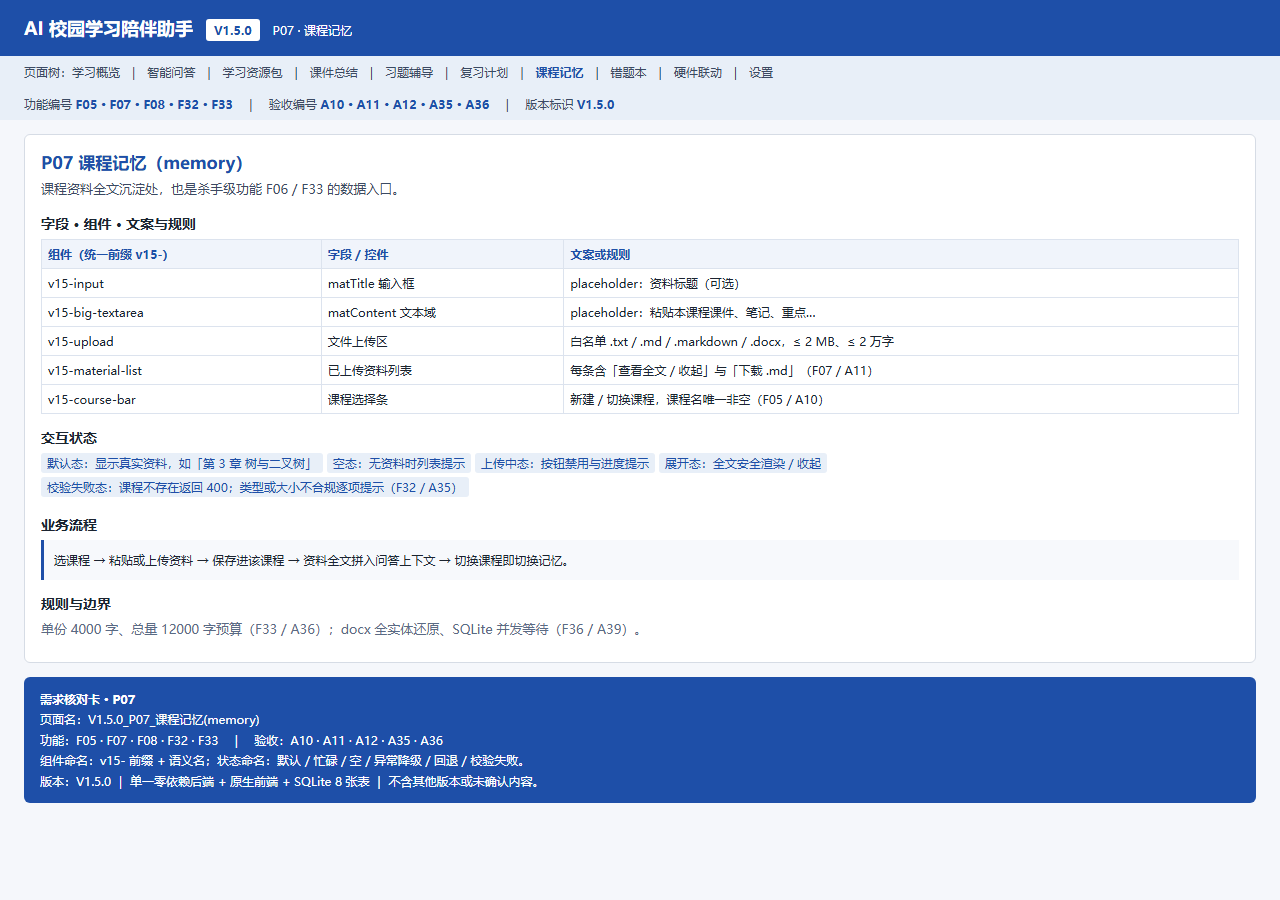 AI 校园学习陪伴助手 V1.5.0 P07 · 课程记忆
页面树：学习概览 | 智能问答 | 学习资源包 | 课件总结 | 习题辅导 | 复习计划 | 课程记忆 | 错题本 | 硬件联动 | 设置
功能编号 F05 · F07 · F08 · F32 · F33 | 验收编号 A10 · A11 · A12 · A35 · A36 | 版本标识 V1.5.0
P07 课程记忆（memory）
课程资料全文沉淀处，也是杀手级功能 F06 / F33 的数据入口。
字段 · 组件 · 文案与规则
组件（统一前缀 v15-） 字段 / 控件 文案或规则
v15-input matTitle 输入框 placeholder：资料标题（可选）
v15-big-textarea matContent 文本域 placeholder：粘贴本课程课件、笔记、重点...
v15-upload 文件上传区 白名单 .txt / .md / .markdown / .docx，≤ 2 MB、≤ 2 万字
v15-material-list 已上传资料列表 每条含「查看全文 / 收起」与「下载 .md」（F07 / A11）
v15-course-bar 课程选择条 新建 / 切换课程，课程名唯一非空（F05 / A10）
交互状态
默认态：显示真实资料，如「第 3 章 树与二叉树」 空态：无资料时列表提示 上传中态：按钮禁用与进度提示 展开态：全文安全渲染 / 收起
校验失败态：课程不存在返回 400；类型或大小不合规逐项提示（F32 / A35）
业务流程
选课程 → 粘贴或上传资料 → 保存进该课程 → 资料全文拼入问答上下文 → 切换课程即切换记忆。
规则与边界
单份 4000 字、总量 12000 字预算（F33 / A36）；docx 全实体还原、SQLite 并发等待（F36 / A39）。
需求核对卡 · P07
页面名：V1.5.0_P07_课程记忆(memory)
功能：F05 · F07 · F08 · F32 · F33 | 验收：A10 · A11 · A12 · A35 · A36
组件命名：v15- 前缀 + 语义名；状态命名：默认 / 忙碌 / 空 / 异常降级 / 回退 / 校验失败。
版本：V1.5.0 | 单一零依赖后端 + 原生前端 + SQLite 8 张表 | 不含其他版本或未确认内容。